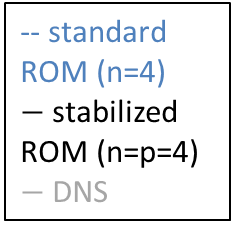 -- standard
ROM (n=4)
— stabilized
ROM (n=p=4)
— DNS